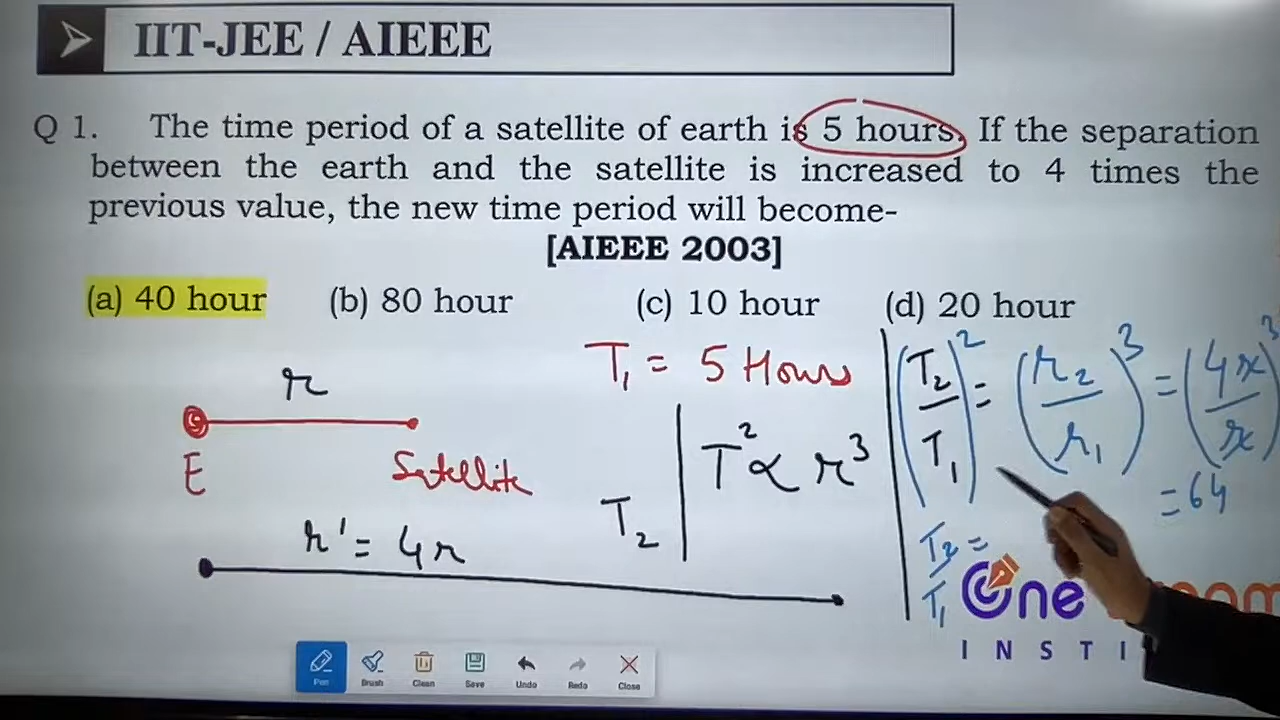 IIT-JEE / AIEEE
Q 1. The time period of a satellite of earth is 5 hours. If the separation
between the earth and the satellite is increased to 4 times the
previous value, the new time period will become-
[AIEEE 2003]
(a) 40 hour (b) 80 hour (c) 10 hour (d) 20 hour
r
E
Satellite
r' = 4r
T₁ = 5 Hours
T₂
T² ∝ r³
(T₂/T₁)² = (r₂/r₁)³ = (4r/r)³
= 64
T₂/T₁ =
One
INSTI
Pen Brush Clean Save Undo Redo Close